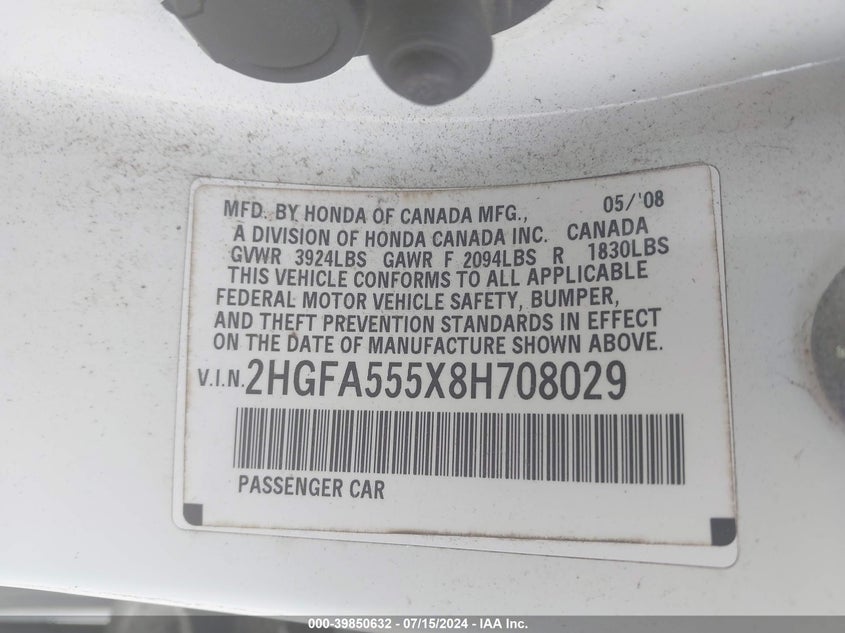 MFD. BY HONDA OF CANADA MFG., 05/'08
A DIVISION OF HONDA CANADA INC. CANADA
GVWR 3924LBS GAWR F 2094LBS R 1830LBS
THIS VEHICLE CONFORMS TO ALL APPLICABLE
FEDERAL MOTOR VEHICLE SAFETY, BUMPER,
AND THEFT PREVENTION STANDARDS IN EFFECT
ON THE DATE OF MANUFACTURE SHOWN ABOVE.
V.I.N. 2HGFA555X8H708029
PASSENGER CAR
000-39850632 - 07/15/2024 - IAA Inc.